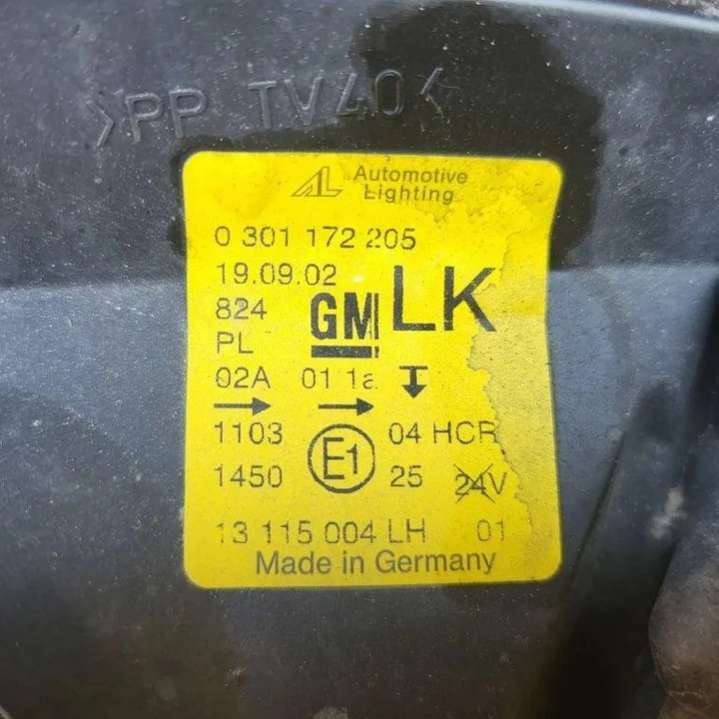 >PP TV40<
AL Automotive
Lighting
0 301 172 205
19.09.02
824 GM LK
PL
02A 01 1a
1103 E1 04 HCR
1450 25 24V
13 115 004 LH 01
Made in Germany